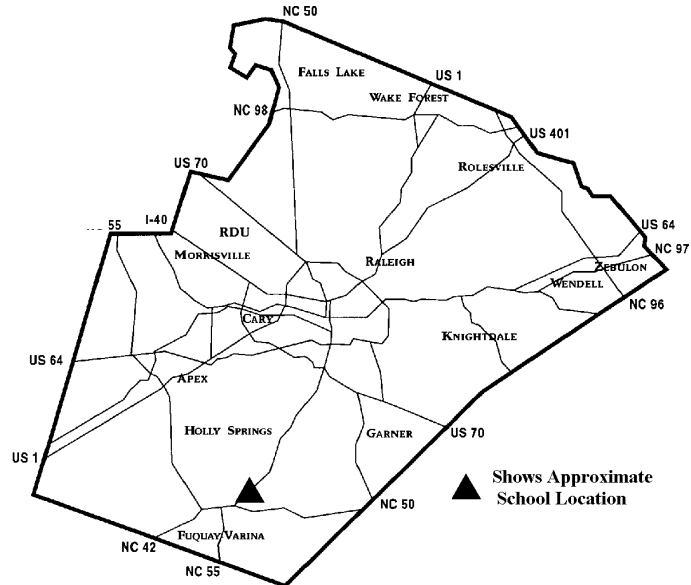 NC 50
FALLS LAKE
US 1
WAKE FOREST
NC 98
US 401
US 70
ROLESVILLE
55
I-40
RDU
MORRISVILLE
RALEIGH
US 64
NC 97
ZEBULON
WENDELL
NC 96
CARY
KNIGHTDALE
US 64
APEX
HOLLY SPRINGS
GARNER
US 70
US 1
Shows Approximate
School Location
NC 50
FUQUAY-VARINA
NC 42
NC 55